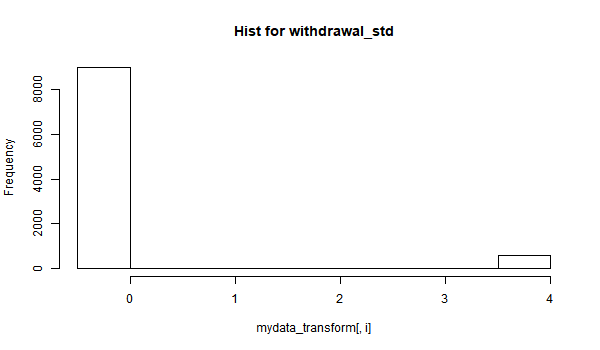 Hist for withdrawal_std
Frequency
8000
6000
4000
2000
0
0 1 2 3 4
mydata_transform[, i]